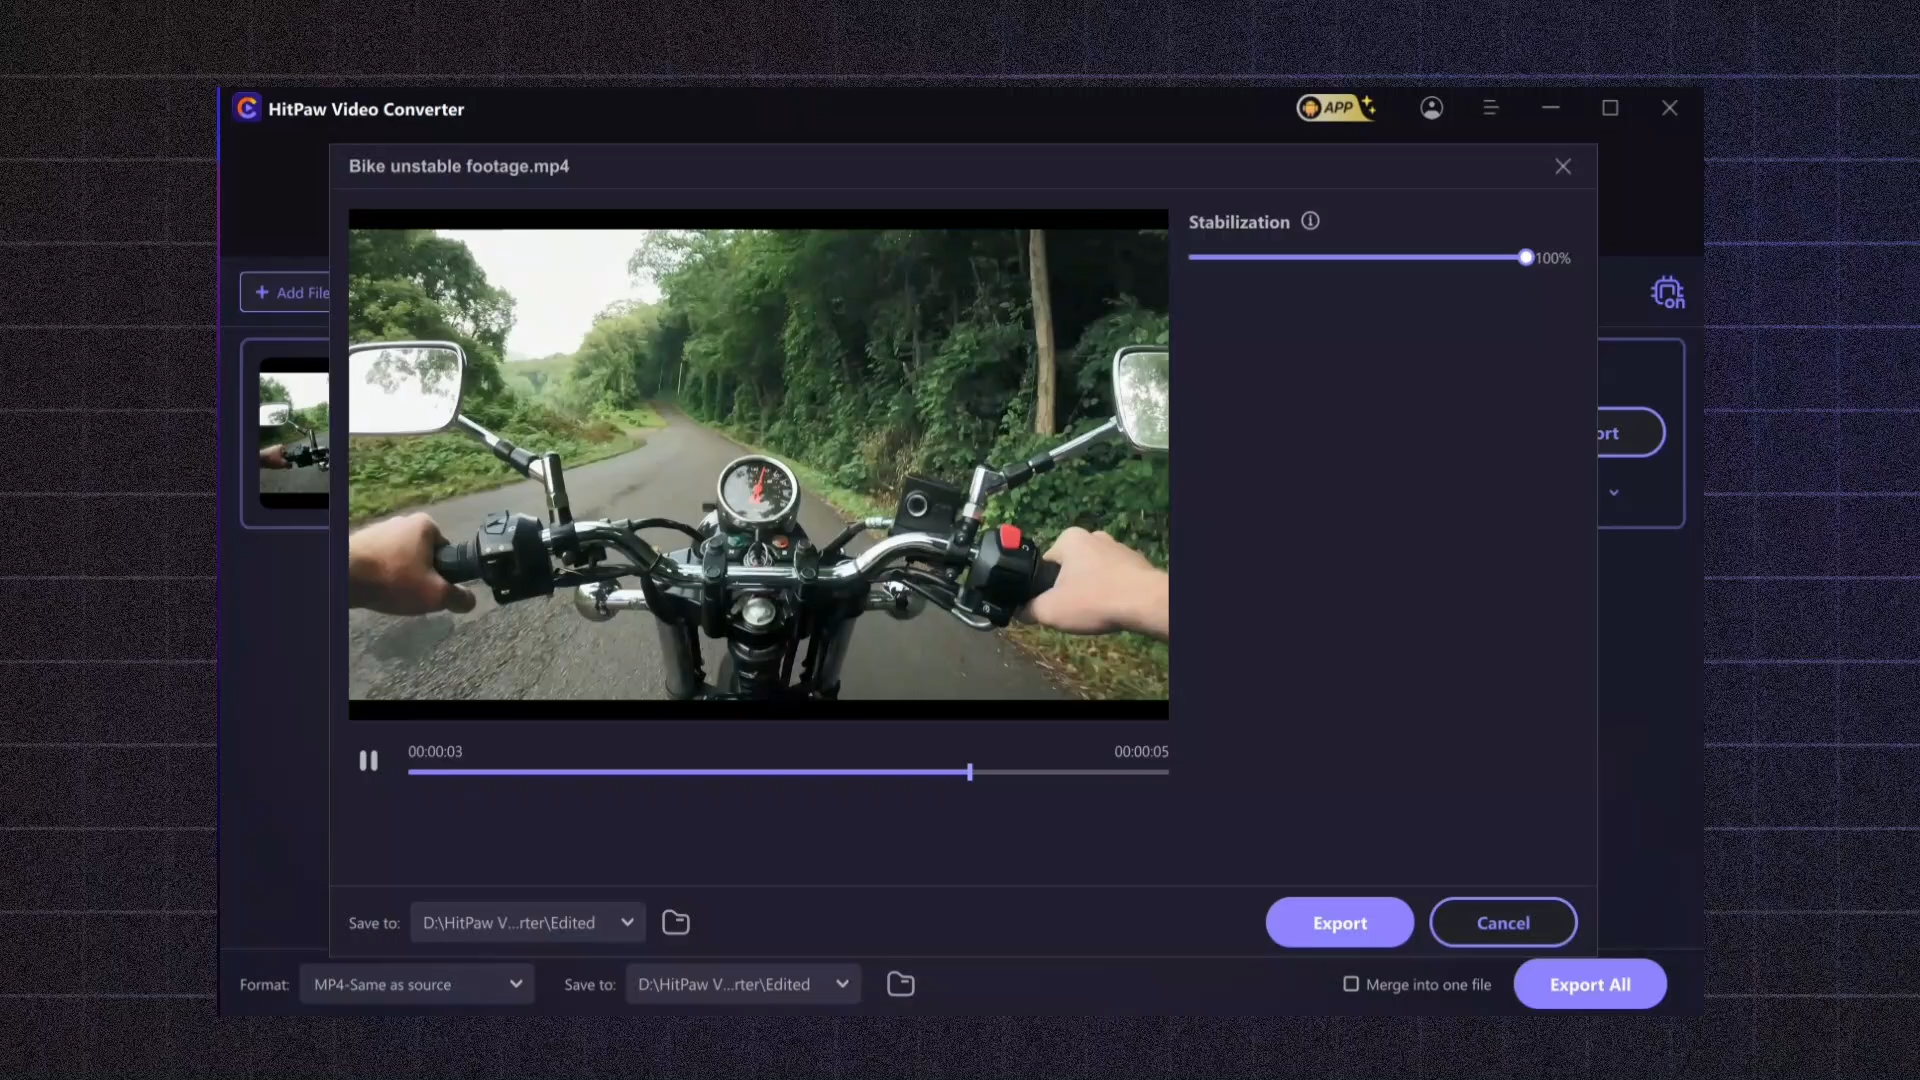 HitPaw Video Converter
APP
Bike unstable footage.mp4
Stabilization
100%
+ Add File
on
ort
00:00:03
00:00:05
Save to:
D:\HitPaw V...rter\Edited
Export
Cancel
Format:
MP4-Same as source
Save to:
D:\HitPaw V...rter\Edited
Merge into one file
Export All